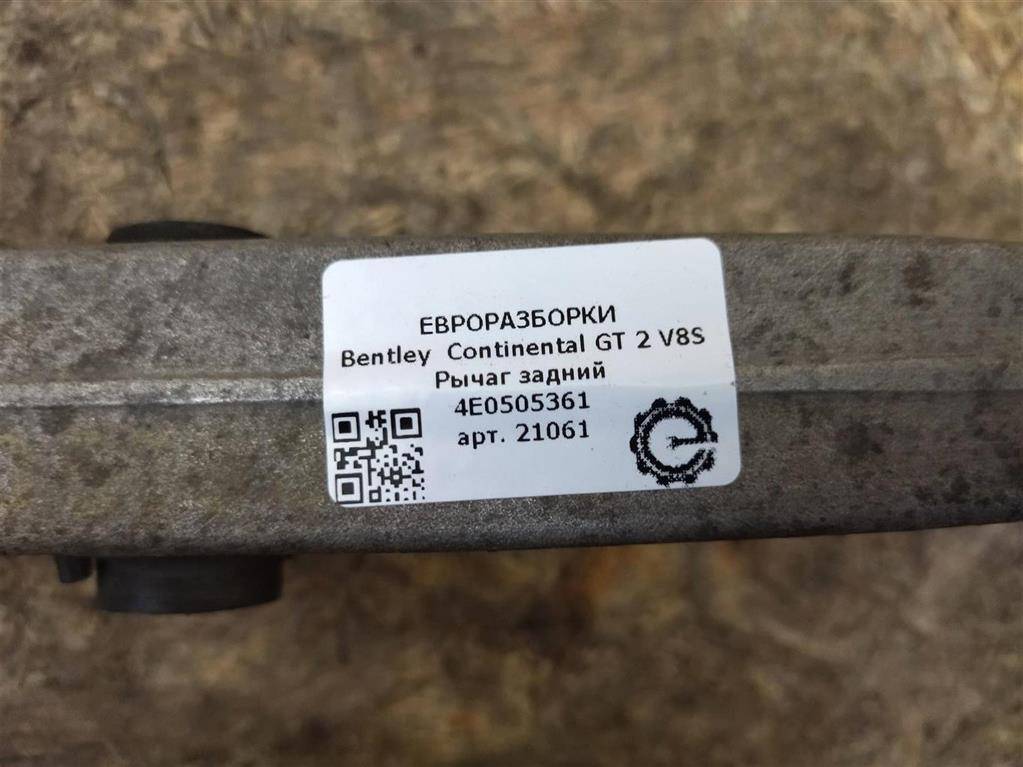 ЕВРОРАЗБОРКИ
Bentley Continental GT 2 V8S
Рычаг задний
4E0505361
арт. 21061